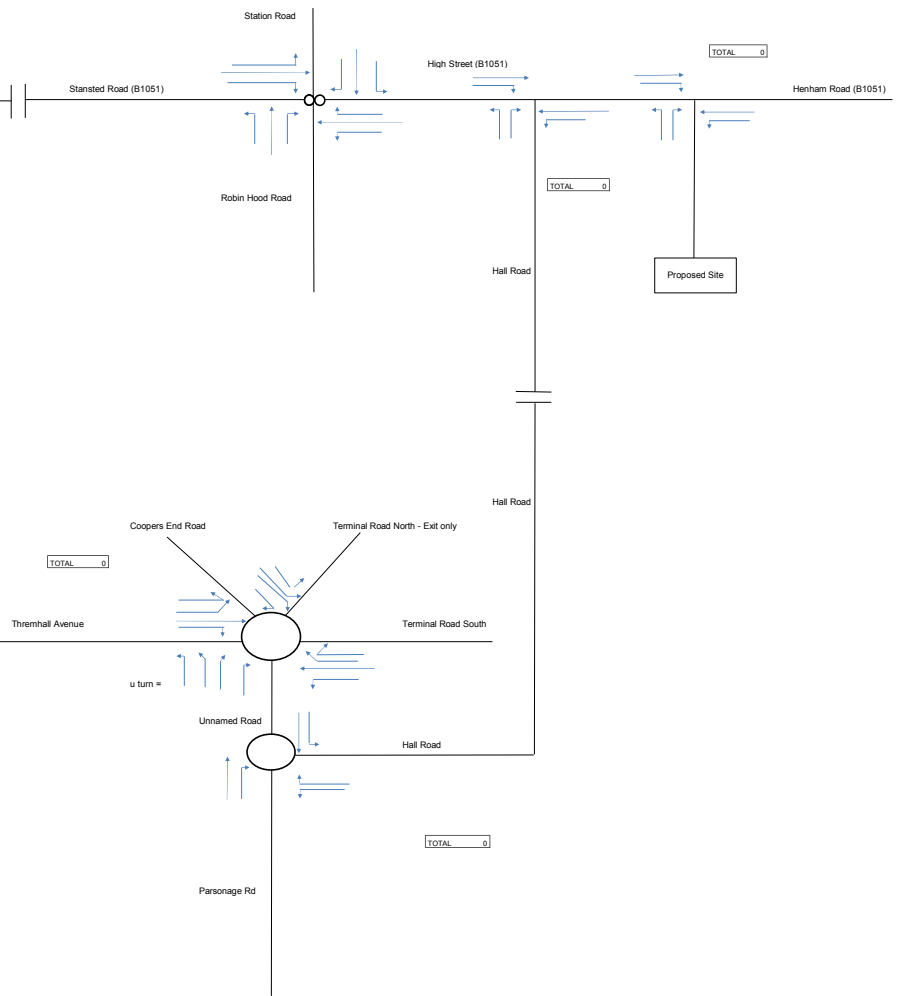 Station Road
TOTAL 0
High Street (B1051)
Stansted Road (B1051)
Henham Road (B1051)
TOTAL 0
Robin Hood Road
Hall Road
Proposed Site
Hall Road
Coopers End Road
Terminal Road North - Exit only
TOTAL 0
Thremhall Avenue
Terminal Road South
u turn =
Unnamed Road
Hall Road
TOTAL 0
Parsonage Rd